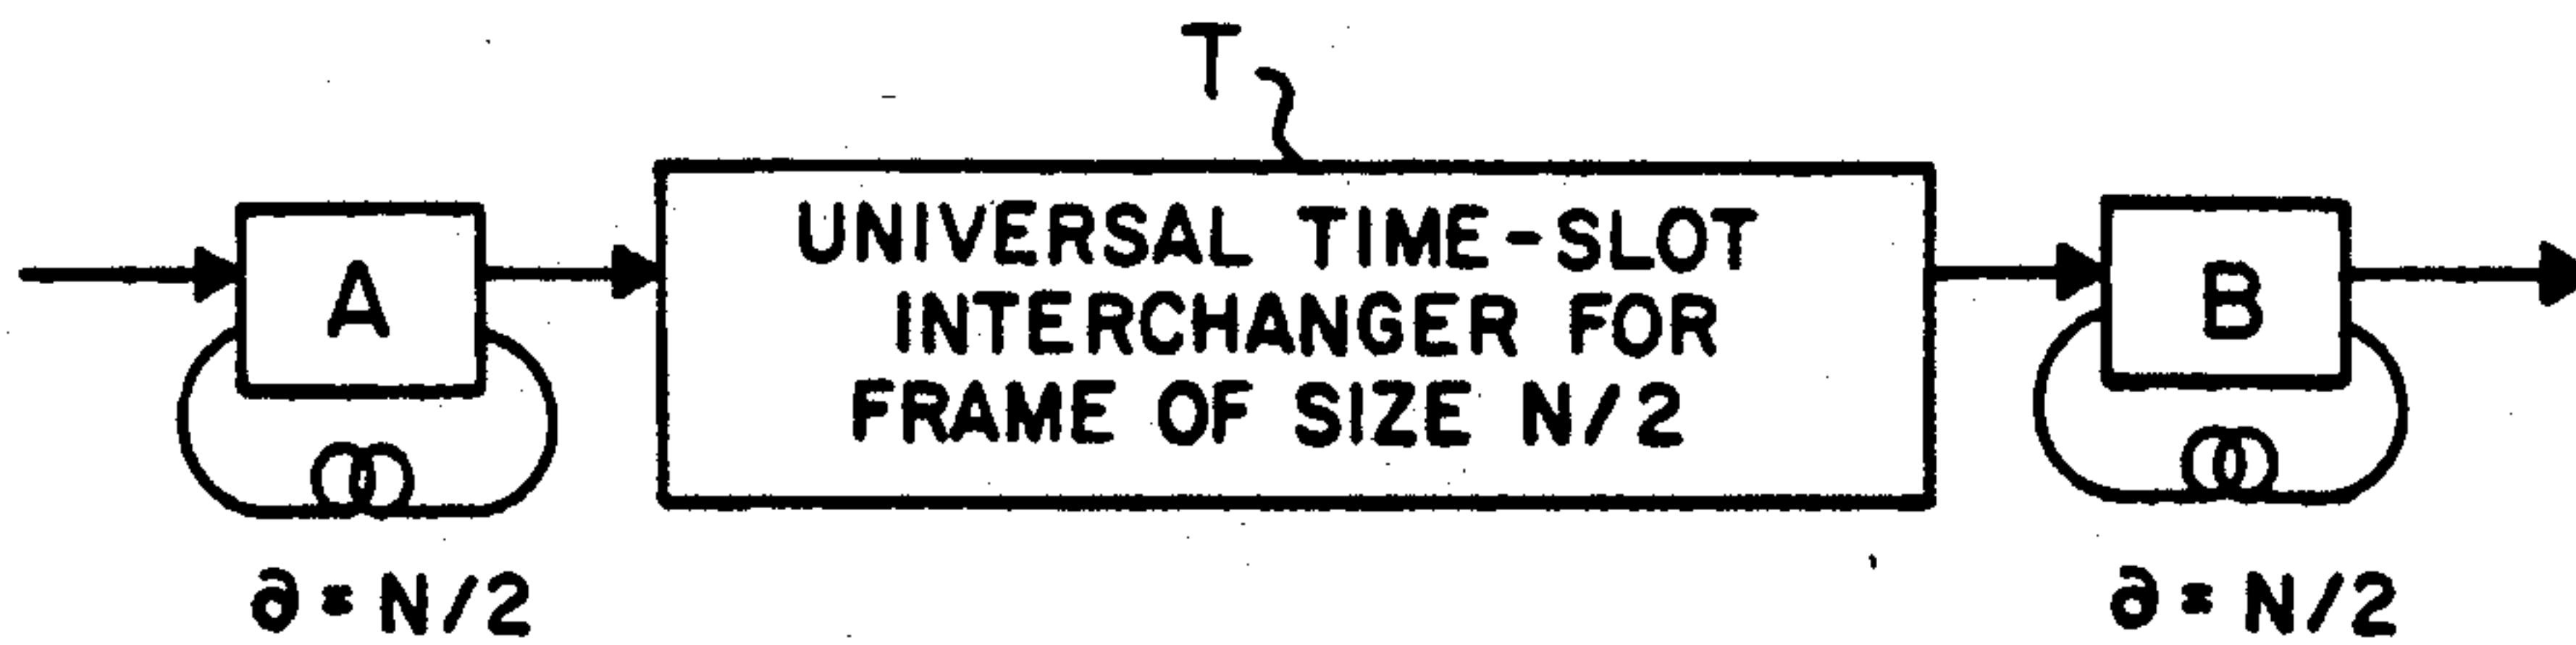 T
A
UNIVERSAL TIME-SLOT
INTERCHANGER FOR
FRAME OF SIZE N/2
B
∂ = N/2
∂ = N/2